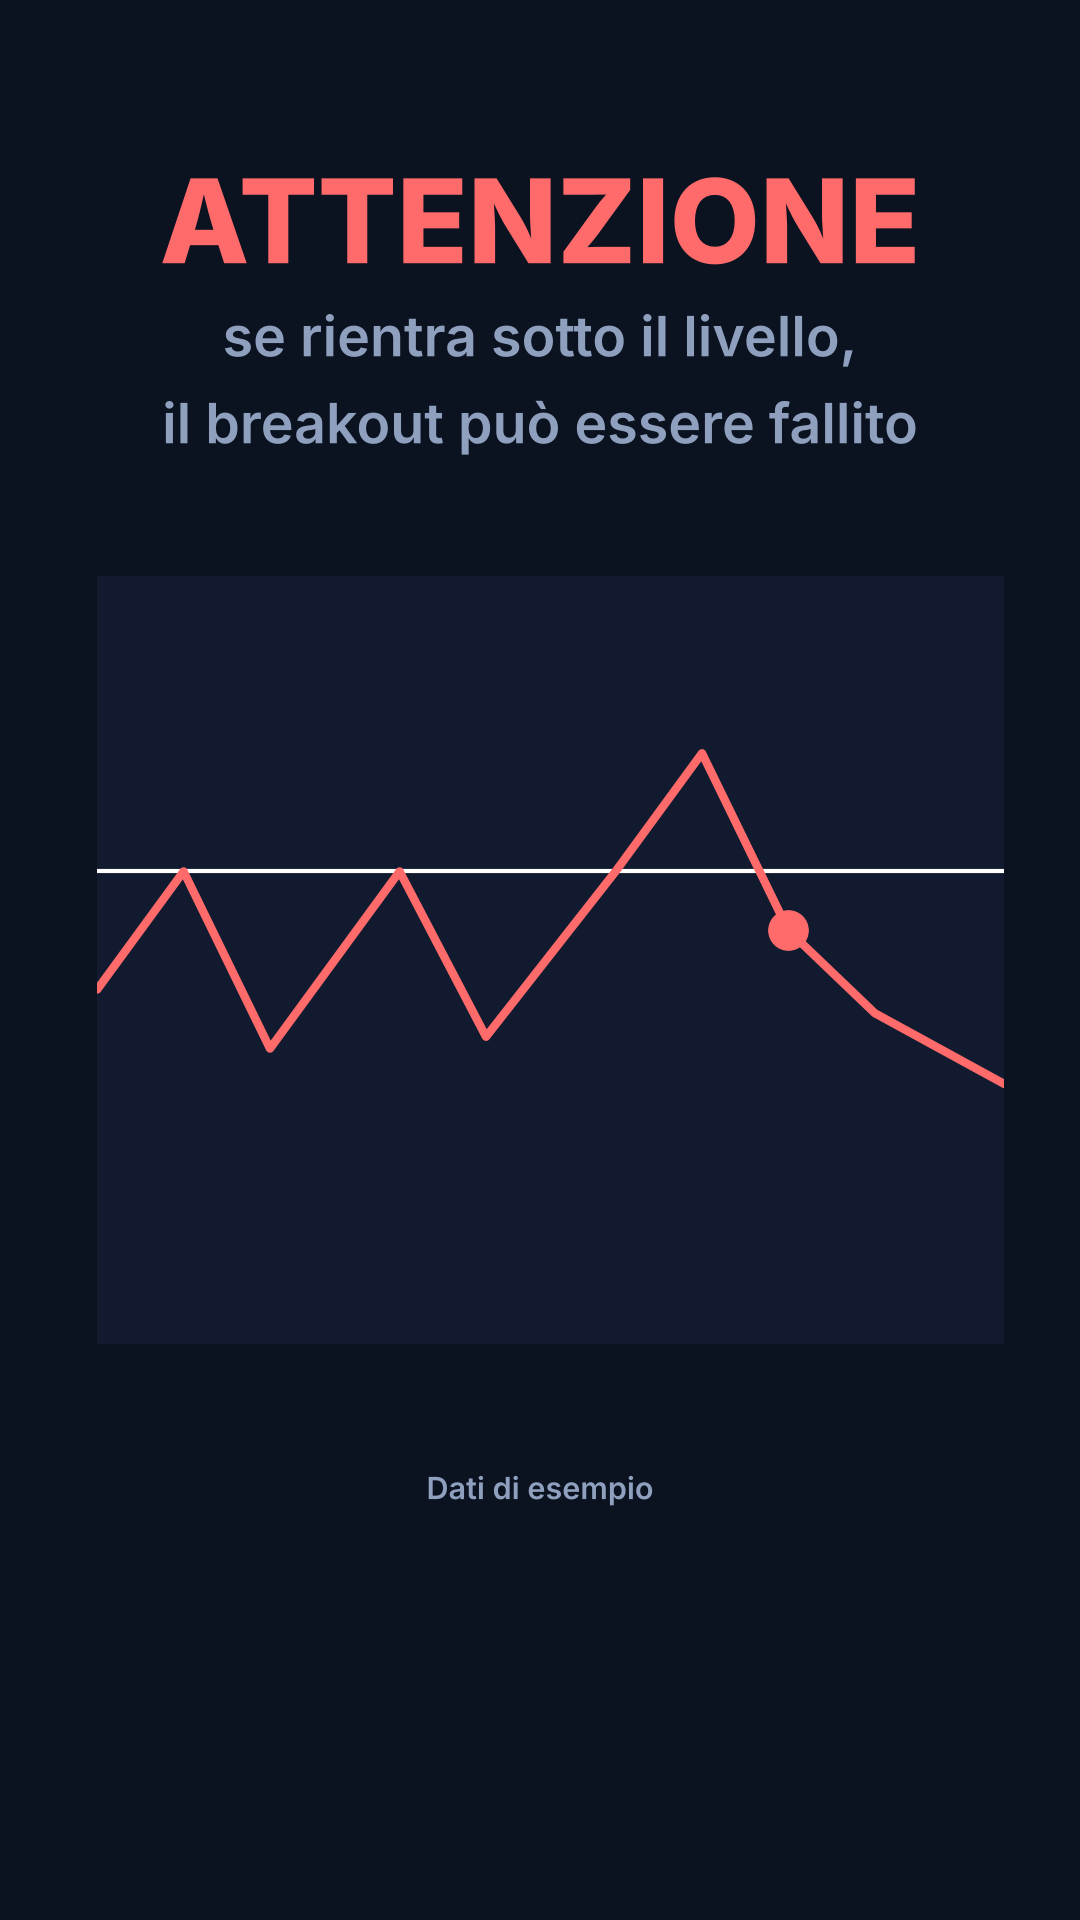 ATTENZIONE
se rientra sotto il livello,
il breakout può essere fallito
Dati di esempio